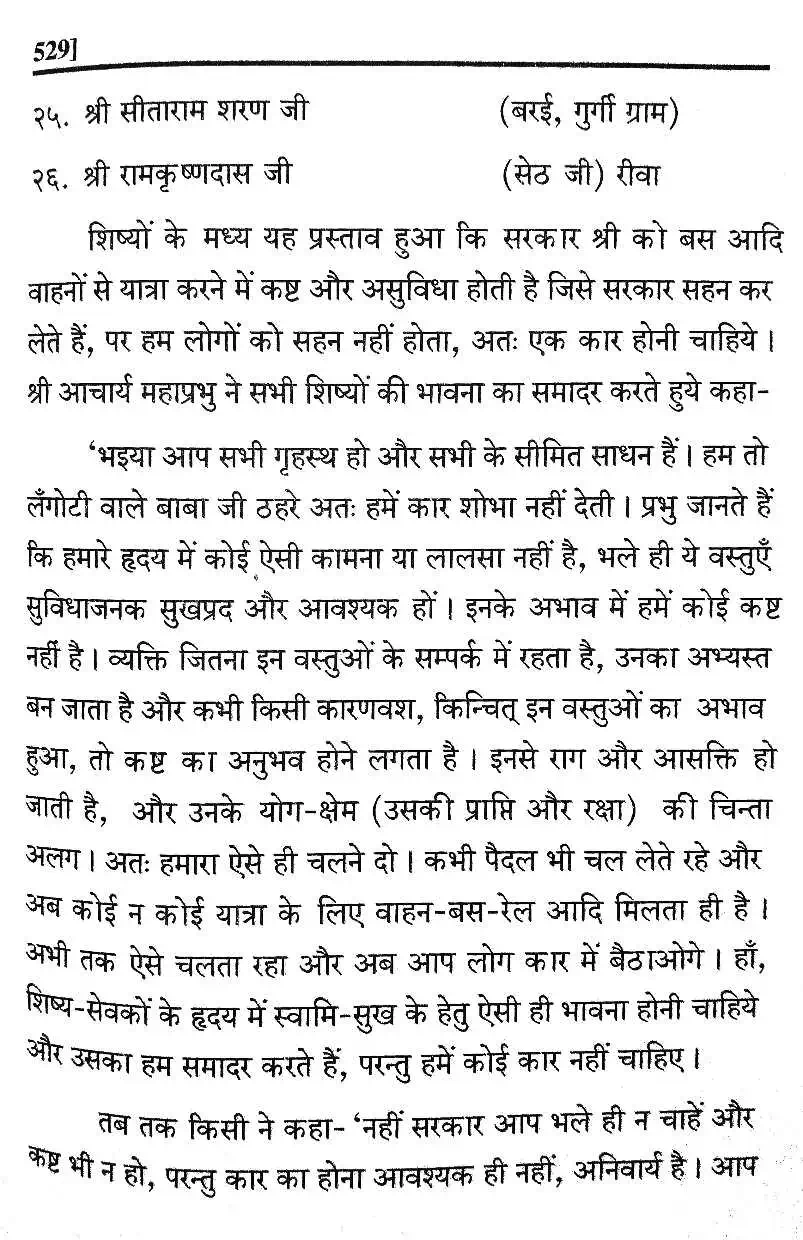 529]
२५. श्री सीताराम शरण जी (बरई, गुर्गी ग्राम)
२६. श्री रामकृष्णदास जी (सेठ जी) रीवा
शिष्यों के मध्य यह प्रस्ताव हुआ कि सरकार श्री को बस आदि
वाहनों से यात्रा करने में कष्ट और असुविधा होती है जिसे सरकार सहन कर
लेते हैं, पर हम लोगों को सहन नहीं होता, अतः एक कार होनी चाहिये ।
श्री आचार्य महाप्रभु ने सभी शिष्यों की भावना का समादर करते हुये कहा-
‘भइया आप सभी गृहस्थ हो और सभी के सीमित साधन हैं । हम तो
लँगोटी वाले बाबा जी ठहरे अतः हमें कार शोभा नहीं देती । प्रभु जानते हैं
कि हमारे हृदय में कोई ऐसी कामना या लालसा नहीं है, भले ही ये वस्तुएँ
सुविधाजनक सुखप्रद और आवश्यक हों । इनके अभाव में हमें कोई कष्ट
नहीं है । व्यक्ति जितना इन वस्तुओं के सम्पर्क में रहता है, उनका अभ्यस्त
बन जाता है और कभी किसी कारणवश, किन्चित् इन वस्तुओं का अभाव
हुआ, तो कष्ट का अनुभव होने लगता है । इनसे राग और आसक्ति हो
जाती है, और उनके योग-क्षेम (उसकी प्राप्ति और रक्षा) की चिन्ता
अलग । अतः हमारा ऐसे ही चलने दो । कभी पैदल भी चल लेते रहे और
अब कोई न कोई यात्रा के लिए वाहन-बस-रेल आदि मिलता ही है ।
अभी तक ऐसे चलता रहा और अब आप लोग कार में बैठाओगे । हाँ,
शिष्य-सेवकों के हृदय में स्वामि-सुख के हेतु ऐसी ही भावना होनी चाहिये
और उसका हम समादर करते हैं, परन्तु हमें कोई कार नहीं चाहिए ।
तब तक किसी ने कहा- ‘नहीं सरकार आप भले ही न चाहें और
कष्ट भी न हो, परन्तु कार का होना आवश्यक ही नहीं, अनिवार्य है । आप